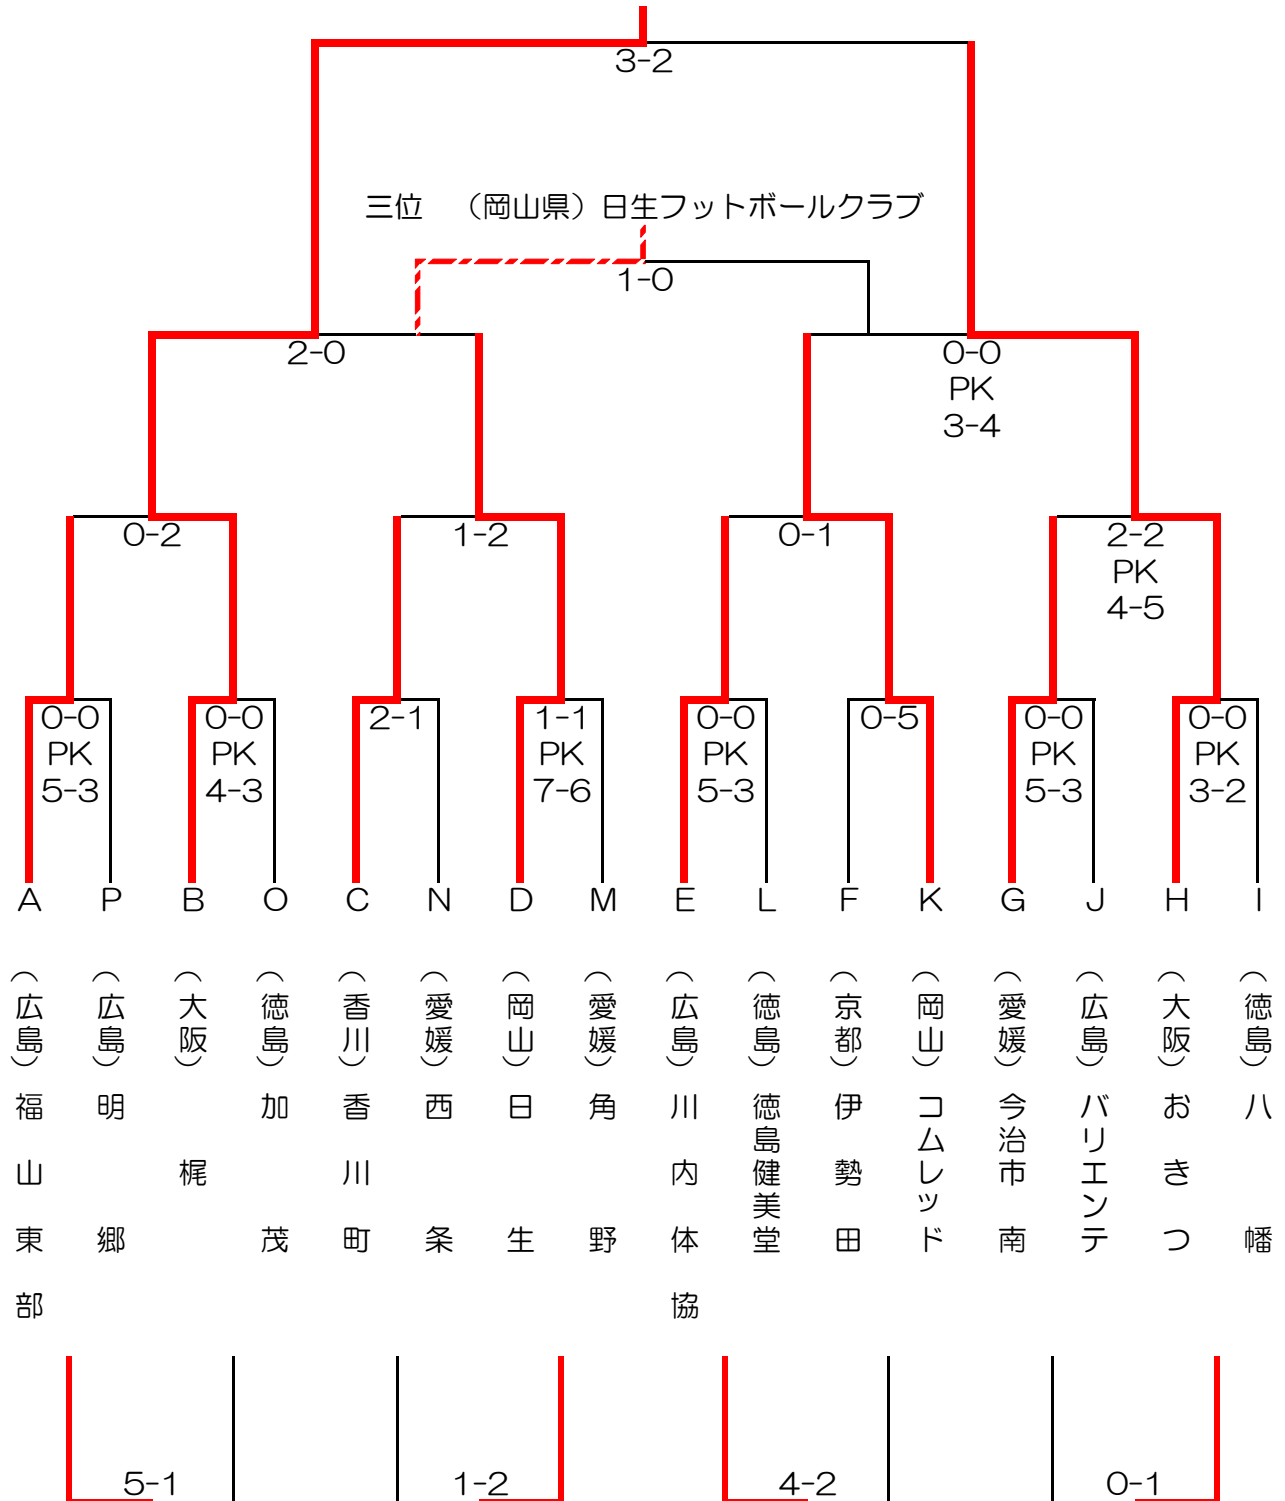 3-2
三位　（岡山県）日生フットボールクラブ
1-0
2-0
0-0
PK
3-4
0-2
1-2
0-1
2-2
PK
4-5
0-0
PK
5-3
0-0
PK
4-3
2-1
1-1
PK
7-6
0-0
PK
5-3
0-5
0-0
PK
5-3
0-0
PK
3-2
A P B O C N D M E L F K G J H I
（広島）福山東部
（広島）明郷
（大阪）梶
（徳島）加茂
（香川）香川町
（愛媛）西条
（岡山）日生
（愛媛）角野
（広島）川内体協
（徳島）徳島健美堂
（京都）伊勢田
（岡山）コムレッド
（愛媛）今治市南
（広島）バリエンテ
（大阪）おきつ
（徳島）八幡
5-1
1-2
4-2
0-1